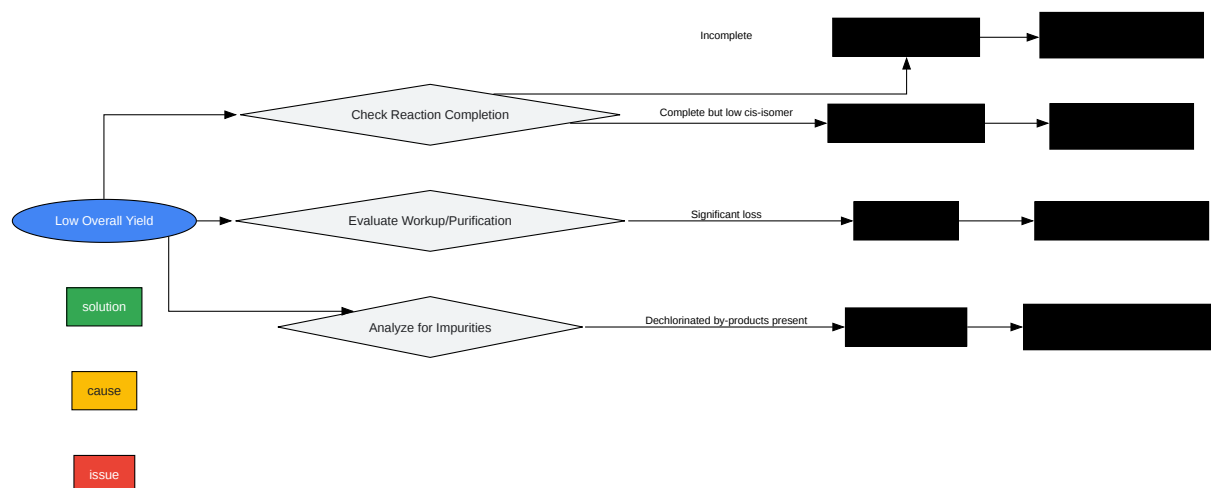 Incomplete
Check Reaction Completion
Complete but low cis-isomer
Low Overall Yield
Evaluate Workup/Purification
Significant loss
solution
Analyze for Impurities
Dechlorinated by-products present
cause
issue